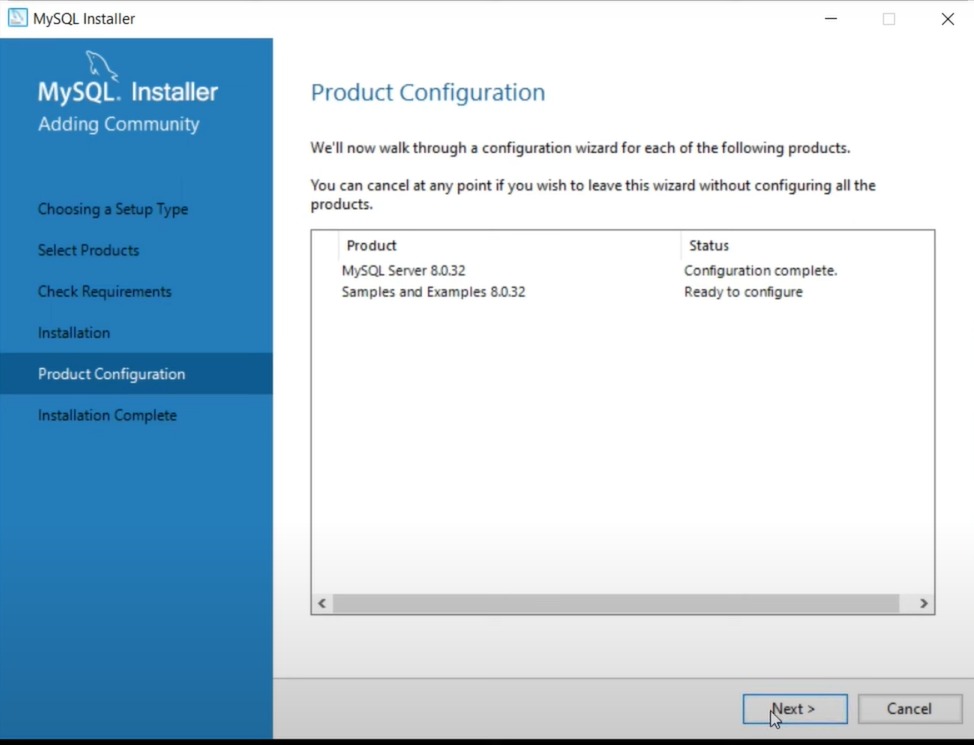 MySQL Installer
MySQL. Installer
Adding Community
Choosing a Setup Type
Select Products
Check Requirements
Installation
Product Configuration
Installation Complete
Product Configuration
We'll now walk through a configuration wizard for each of the following products.
You can cancel at any point if you wish to leave this wizard without configuring all the
products.
Product Status
MySQL Server 8.0.32 Configuration complete.
Samples and Examples 8.0.32 Ready to configure
Next > Cancel